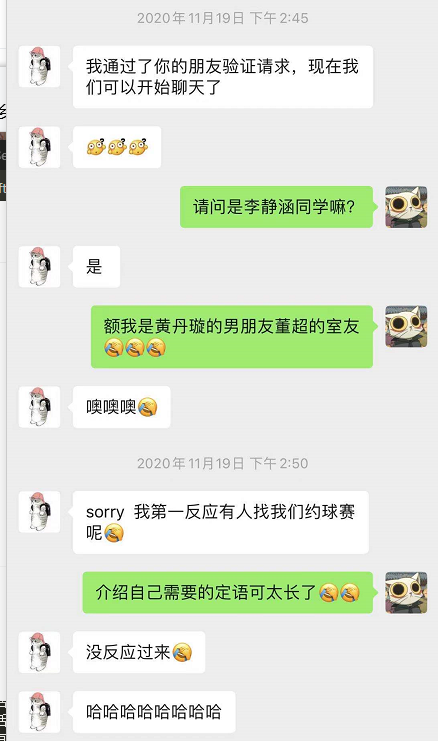 2020年11月19日 下午2:45
我通过了你的朋友验证请求，现在我
们可以开始聊天了
请问是李静涵同学嘛？
是
额我是黄丹璇的男朋友董超的室友
噢噢噢
2020年11月19日 下午2:50
sorry 我第一反应有人找我们约球赛
呢
介绍自己需要的定语可太长了
没反应过来
哈哈哈哈哈哈哈哈